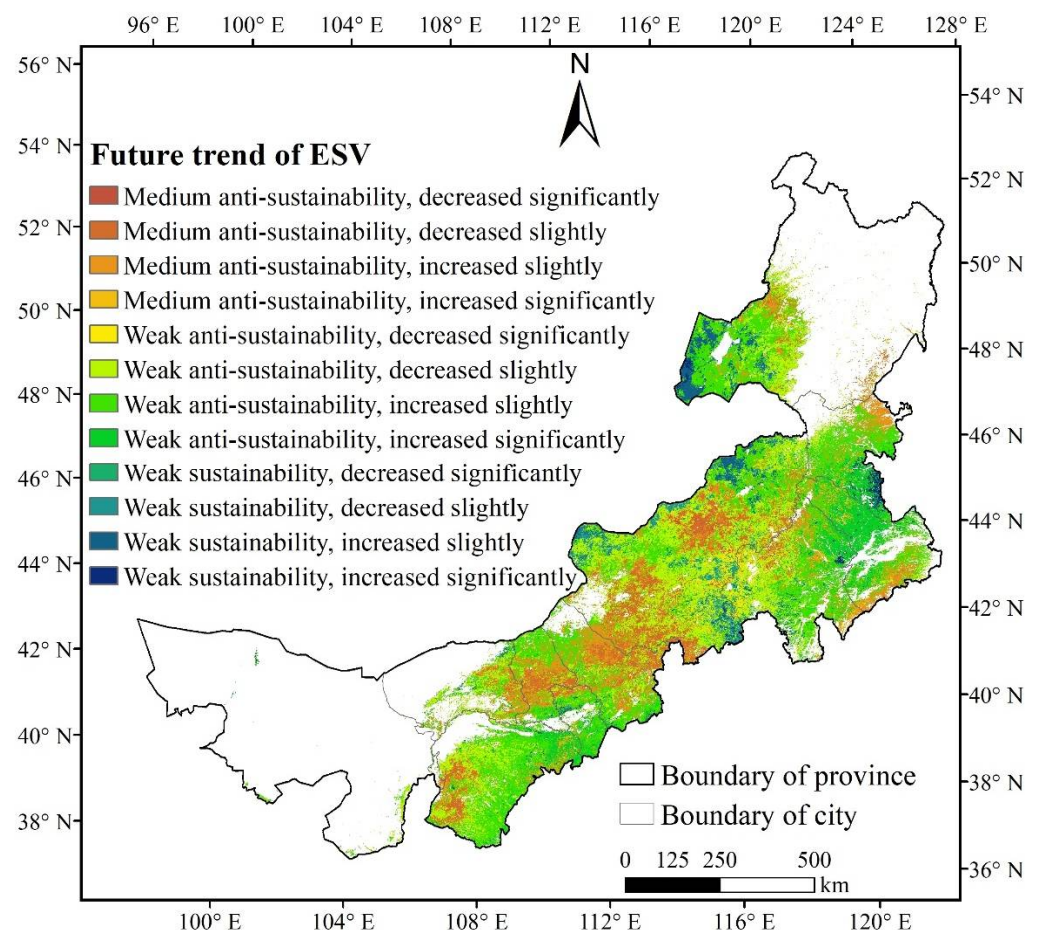 96° E 100° E 104° E 108° E 112° E 116° E 120° E 124° E 128° E
56° N
54° N
N
54° N
Future trend of ESV
52° N
Medium anti-sustainability, decreased significantly
52° N
Medium anti-sustainability, decreased slightly
Medium anti-sustainability, increased slightly
50° N
Medium anti-sustainability, increased significantly
50° N
Weak anti-sustainability, decreased significantly
48° N
Weak anti-sustainability, decreased slightly
48° N
Weak anti-sustainability, increased slightly
46° N
Weak anti-sustainability, increased significantly
46° N
Weak sustainability, decreased significantly
Weak sustainability, decreased slightly
44° N
Weak sustainability, increased slightly
44° N
Weak sustainability, increased significantly
42° N
42° N
40° N
40° N
Boundary of province
38° N
Boundary of city
38° N
0 125 250 500
km
36° N
100° E 104° E 108° E 112° E 116° E 120° E